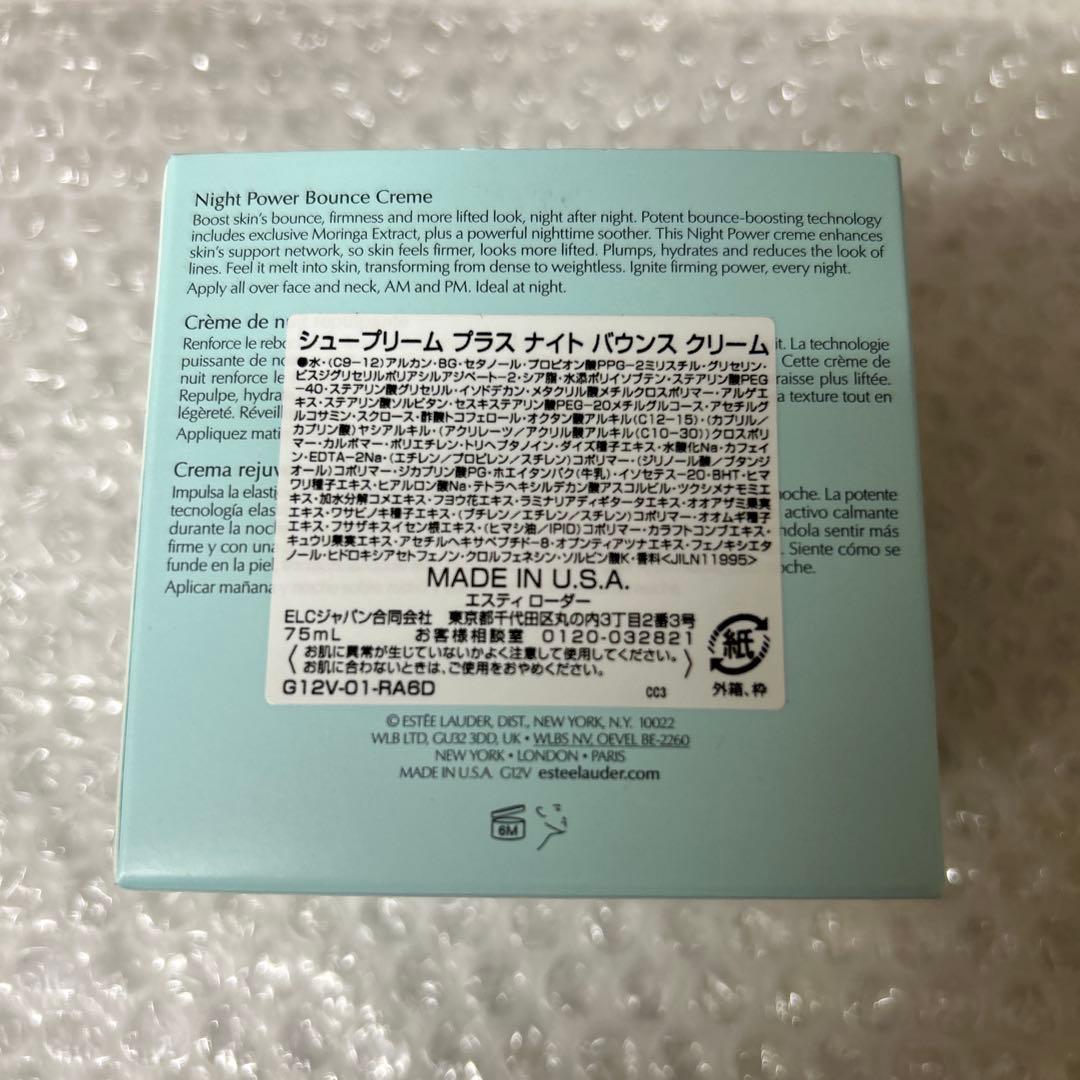 Night Power Bounce Creme
Boost skin's bounce, firmness and more lifted look, night after night. Potent bounce-boosting technology
includes exclusive Moringa Extract, plus a powerful nighttime soother. This Night Power creme enhances
skin's support network, so skin feels firmer, looks more lifted. Plumps, hydrates and reduces the look of
lines. Feel it melt into skin, transforming from dense to weightless. Ignite firming power, every night.
Apply all over face and neck, AM and PM. Ideal at night.
Crème de
Renforce le La technologie
puissante de Cette crème de
nuit renforce le plus liftée.
Repulpe, texture tout en
légèreté.
Appliquez
Crema
Impulsa la La potente
tecnología activo calmante
durante la sentir más
firme y con Siente cómo se
funde en la
Aplicar
シュープリーム プラス ナイト バウンス クリーム
●水・(C9-12)アルカン・BG・セタノール・プロピオン酸PPG-2ミリスチル・グリセリン・
ビスジグリセリルポリアシルアジペート-2・シア脂・水添ポリイソブテン・ステアリン酸PEG
-40・ステアリン酸グリセリル・イソドデカン・メタクリル酸メチルクロスポリマー・アルゲエ
キス・ステアリン酸ソルビタン・セスキステアリン酸PEG-20メチルグルコース・アセチルグ
ルコサミン・スクロース・酢酸トコフェロール・オクタン酸アルキル(C12-15)・(カプリル/
カプリン酸)ヤシアルキル・(アクリレーツ/アクリル酸アルキル(C10-30))クロスポリ
マー・カルボマー・ポリエチレン・トリヘプタノイン・ダイズ種子エキス・水酸化Na・カフェイ
ン・EDTA-2Na・(エチレン/プロピレン/スチレン)コポリマー・(ジリノール酸/ブタンジ
オール)コポリマー・ジカプリン酸PG・ホエイタンパク(牛乳)・イソセテス-20・BHT・ヒマ
ワリ種子エキス・ヒアルロン酸Na・テトラヘキシルデカン酸アスコルビル・ツクシメナモミエ
キス・加水分解コメエキス・フヨウ花エキス・ラミナリアディギタータエキス・オオアザミ果実
エキス・ワサビノキ種子エキス・(ブチレン/エチレン/スチレン)コポリマー・オオムギ種子
エキス・フサザキスイセン根エキス・(ヒマシ油/IPDI)コポリマー・カラフトコンブエキス・
キュウリ果実エキス・アセチルヘキサペプチド-8・オプンティアツナエキス・フェノキシエタ
ノール・ヒドロキシアセトフェノン・クロルフェネシン・ソルビン酸K・香料<JILN11995>
MADE IN U.S.A.
エスティ ローダー
ELCジャパン合同会社 東京都千代田区丸の内3丁目2番3号
75mL お客様相談室 0120-032821
お肌に異常が生じていないかよく注意して使用してください。
お肌に合わないときは、ご使用をおやめください。
紙
G12V-01-RA6D CC3 外箱、枠
© ESTÉE LAUDER, DIST., NEW YORK, N.Y. 10022
WLB LTD, GU32 3DD, UK • WLBS NV, OEVEL BE-2260
NEW YORK • LONDON • PARIS
MADE IN U.S.A. G12V esteelauder.com
6M